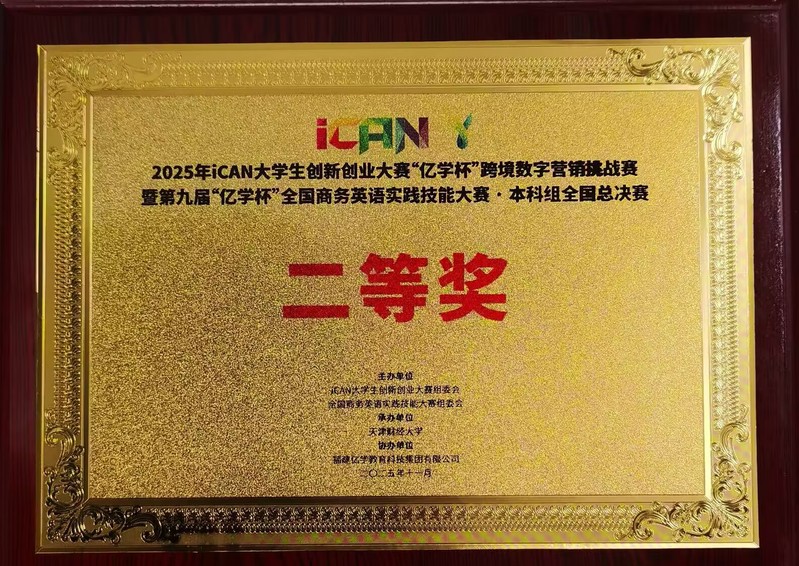 iCAN
2025年iCAN大学生创新创业大赛“亿学杯”跨境数字营销挑战赛
暨第九届“亿学杯”全国商务英语实践技能大赛·本科组全国总决赛
二等奖
主办单位
iCAN大学生创新创业大赛组委会
全国商务英语实践技能大赛组委会
承办单位
天津财经大学
协办单位
福建亿学教育科技集团有限公司
二〇二五年十一月